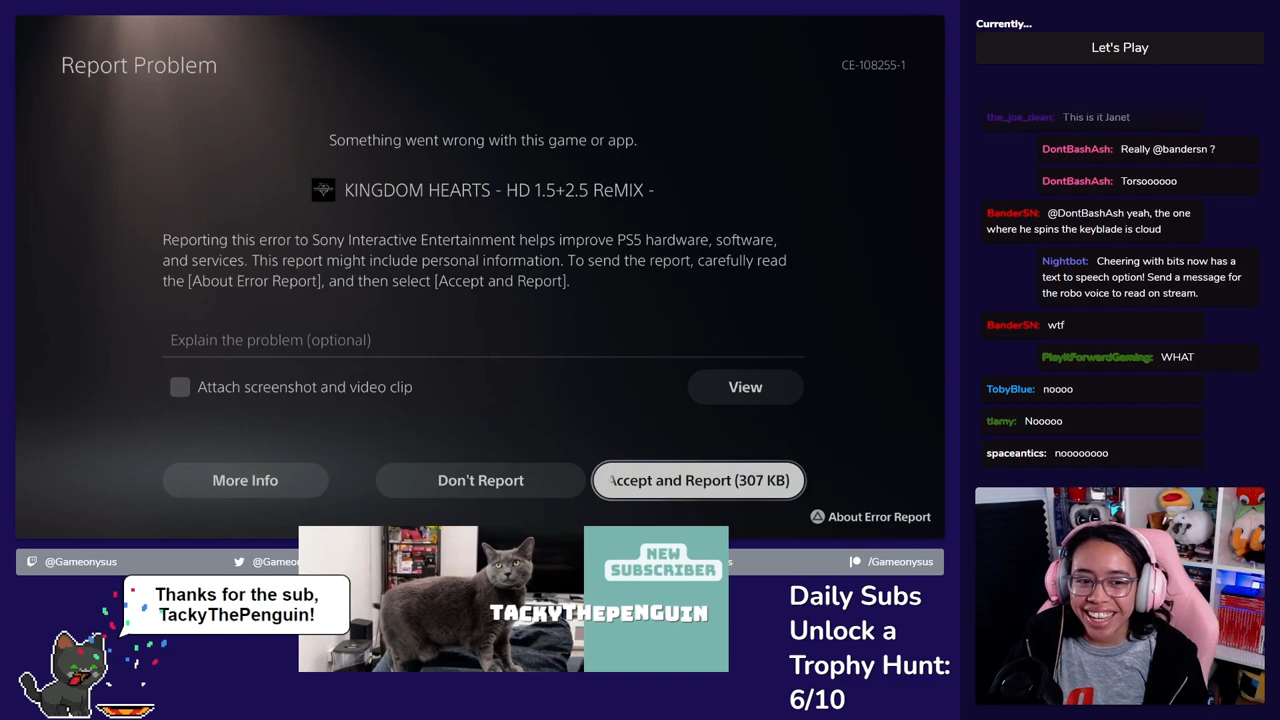 Report Problem
CE-108255-1
Something went wrong with this game or app.
KINGDOM HEARTS - HD 1.5+2.5 ReMIX -
Reporting this error to Sony Interactive Entertainment helps improve PS5 hardware, software,
and services. This report might include personal information. To send the report, carefully read
the [About Error Report], and then select [Accept and Report].
Explain the problem (optional)
Attach screenshot and video clip
View
More Info
Don't Report
Accept and Report (307 KB)
About Error Report
@Gameonysus
@Gameo
s
/Gameonysus
Thanks for the sub,
TackyThePenguin!
NEW
SUBSCRIBER
TACKYTHEPENGUIN
Daily Subs
Unlock a
Trophy Hunt:
6/10
Currently...
Let's Play
the_joe_dean: This is it Janet
DontBashAsh: Really @bandersn ?
DontBashAsh: Torsoooooo
BanderSN: @DontBashAsh yeah, the one
where he spins the keyblade is cloud
Nightbot: Cheering with bits now has a
text to speech option! Send a message for
the robo voice to read on stream.
BanderSN: wtf
PlayItForwardGaming: WHAT
TobyBlue: noooo
tlamy: Nooooo
spaceantics: noooooooo